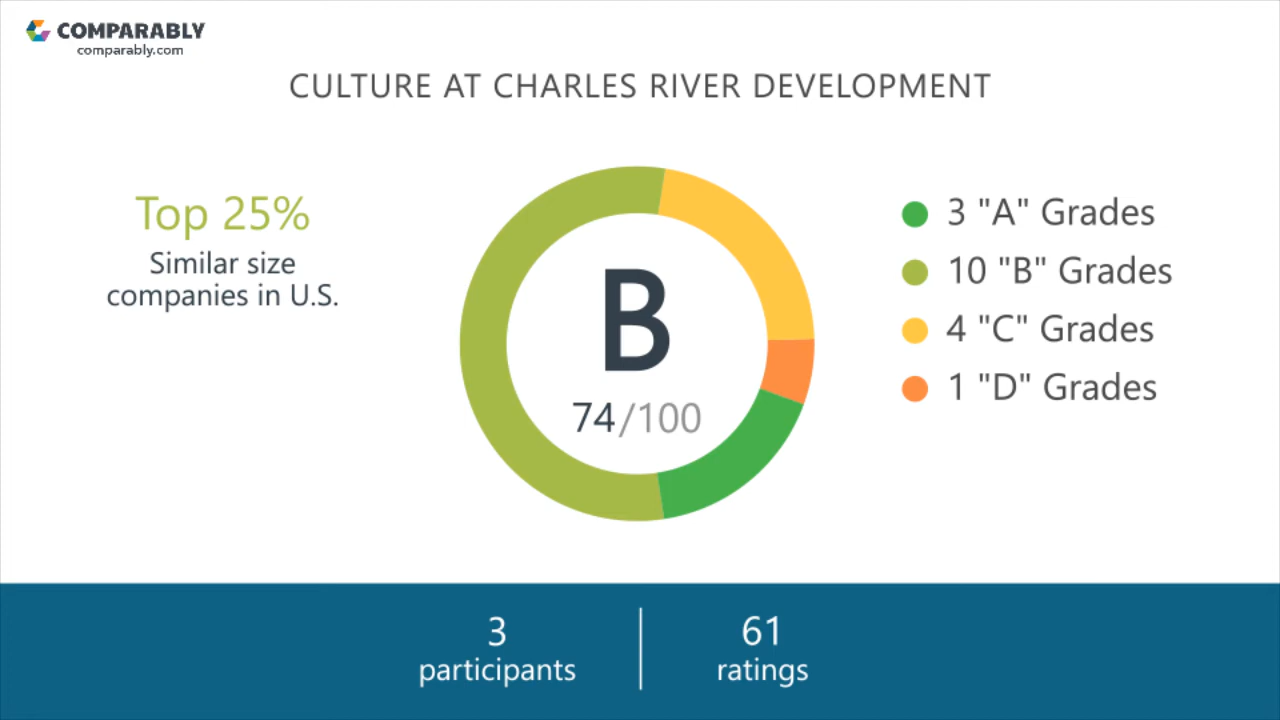 COMPARABLY
comparably.com
CULTURE AT CHARLES RIVER DEVELOPMENT
Top 25%
Similar size
companies in U.S.
B
74/100
3 "A" Grades
10 "B" Grades
4 "C" Grades
1 "D" Grades
3
participants
61
ratings